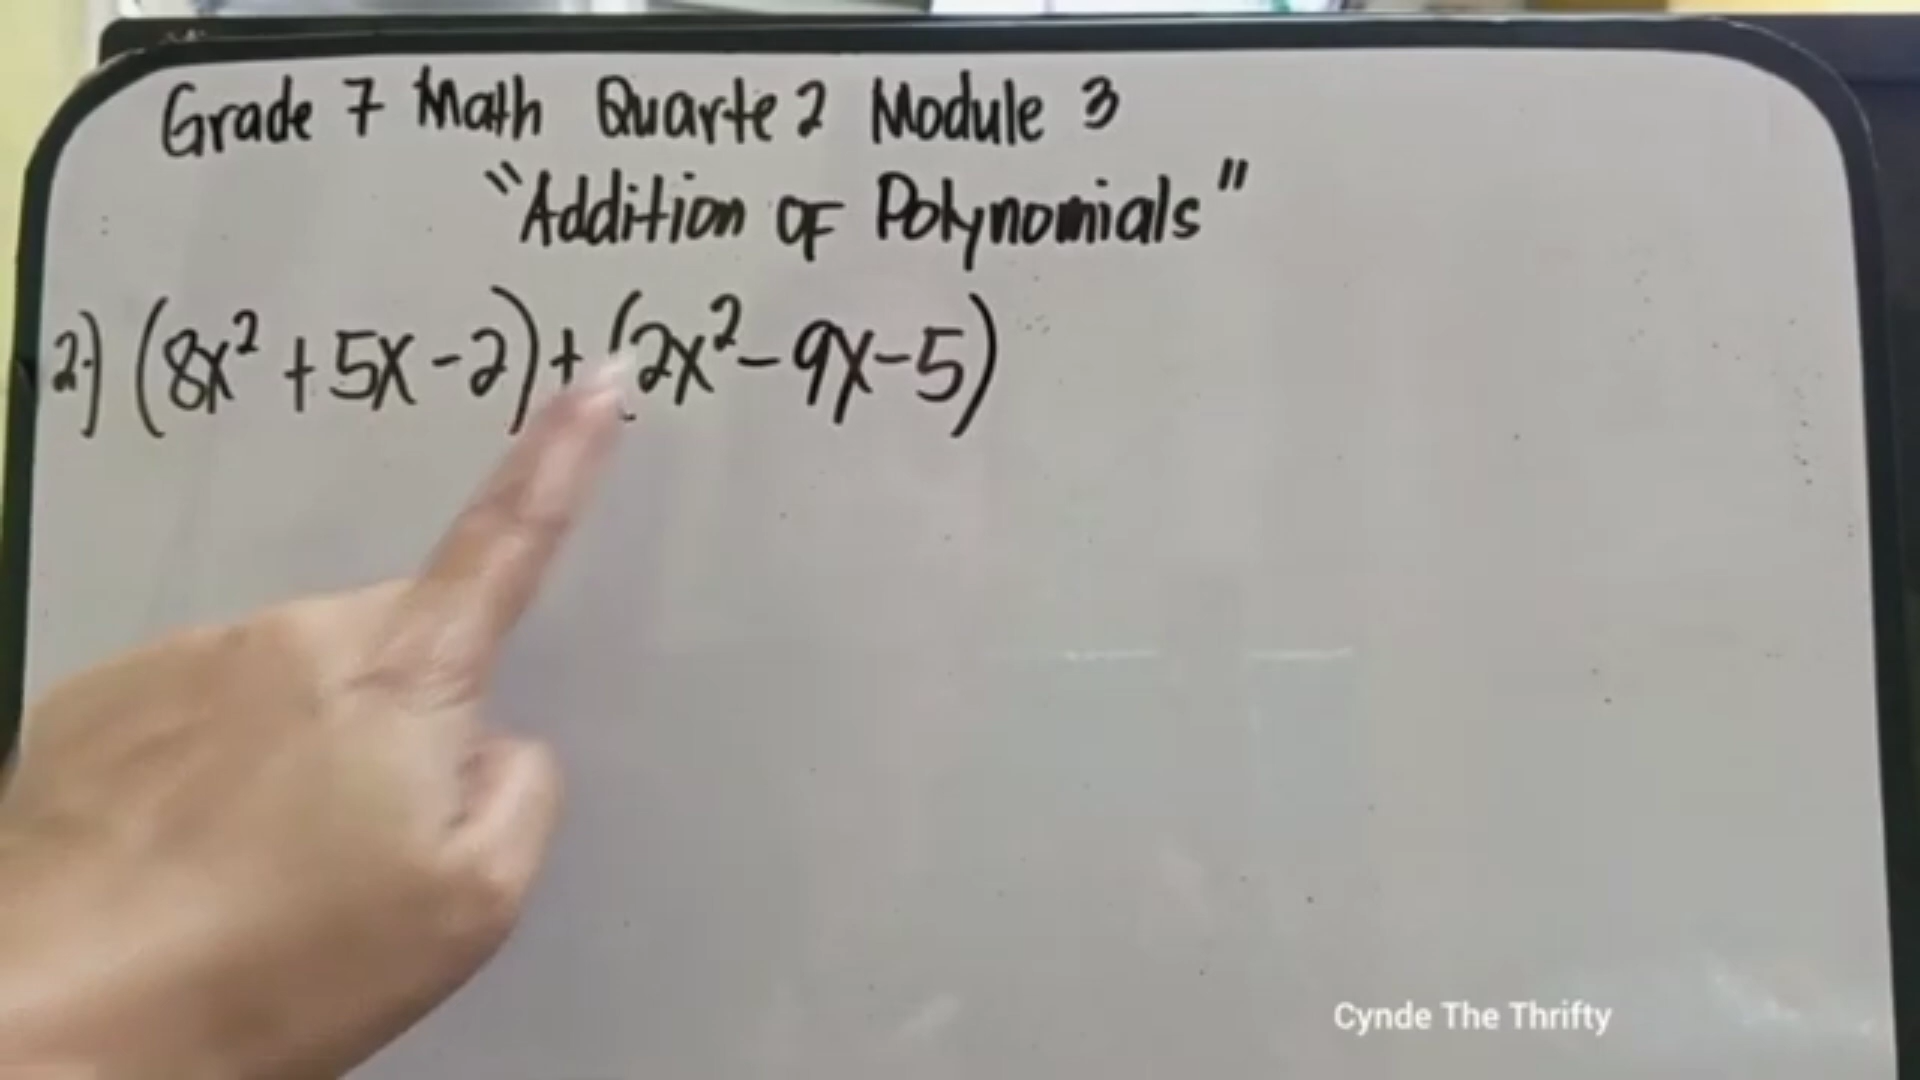 Grade 7 Math Quarte 2 Module 3
"Addition OF Polynomials"
2.) (8x² + 5x - 2) + (2x² - 9x - 5)
Cynde The Thrifty